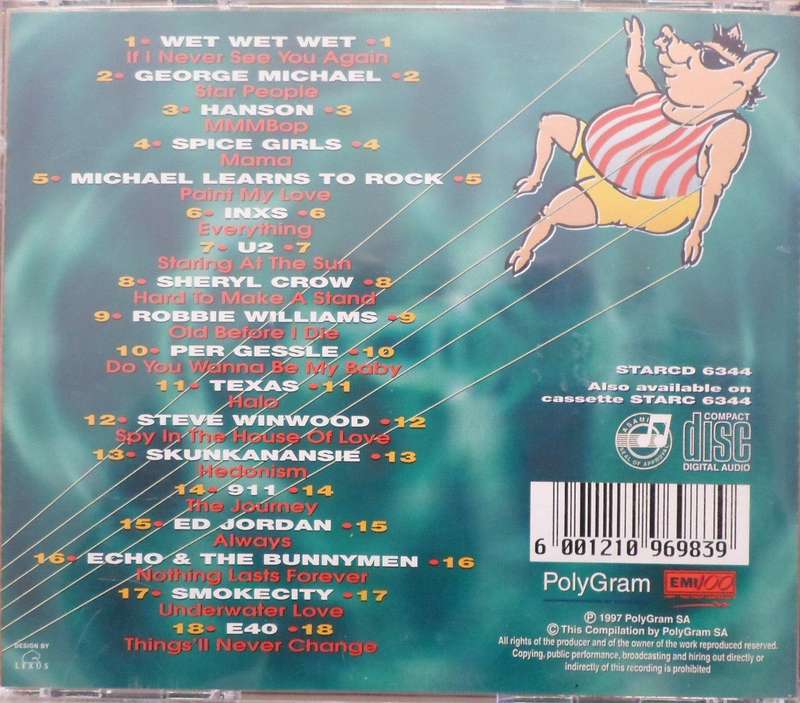 1• WET WET WET •1
If I Never See You Again
2• GEORGE MICHAEL •2
Star People
3• HANSON •3
MMMBop
4• SPICE GIRLS •4
Mama
5• MICHAEL LEARNS TO ROCK •5
Paint My Love
6• INXS •6
Everything
7• U2 •7
Staring At The Sun
8• SHERYL CROW •8
Hard To Make A Stand
9• ROBBIE WILLIAMS •9
Old Before I Die
10• PER GESSLE •10
Do You Wanna Be My Baby
11• TEXAS •11
Halo
12• STEVE WINWOOD •12
Spy In The House Of Love
13• SKUNKANANSIE •13
Hedonism
14• 911 •14
The Journey
15• ED JORDAN •15
Always
16• ECHO & THE BUNNYMEN •16
Nothing Lasts Forever
17• SMOKECITY •17
Underwater Love
18• E40 •18
Things'll Never Change
DESIGN BY
LEXUS
STARCD 6344
Also available on
cassette STARC 6344
ASAMI
SEAL OF APPROVAL
COMPACT
disc
DIGITAL AUDIO
6 001210 969839
PolyGram
EMI 100
℗ 1997 PolyGram SA
© This Compilation by PolyGram SA
All rights of the producer and of the owner of the work reproduced reserved.
Copying, public performance, broadcasting and hiring out directly or
indirectly of this recording is prohibited